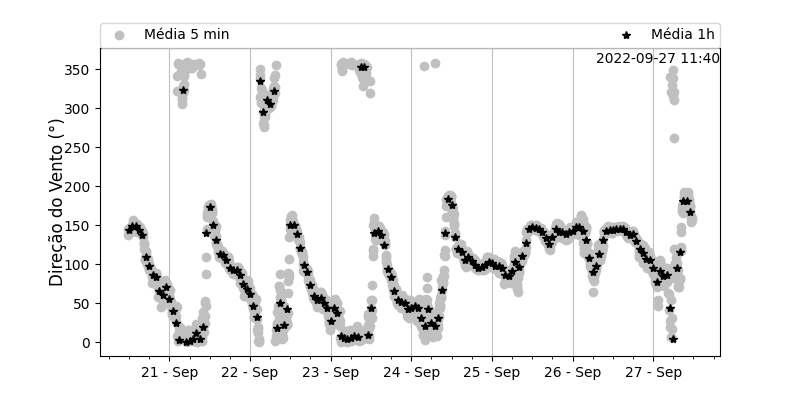 Média 5 min
Média 1h
2022-09-27 11:40
350
300
250
200
150
100
50
0
Direção do Vento (°)
21 - Sep
22 - Sep
23 - Sep
24 - Sep
25 - Sep
26 - Sep
27 - Sep